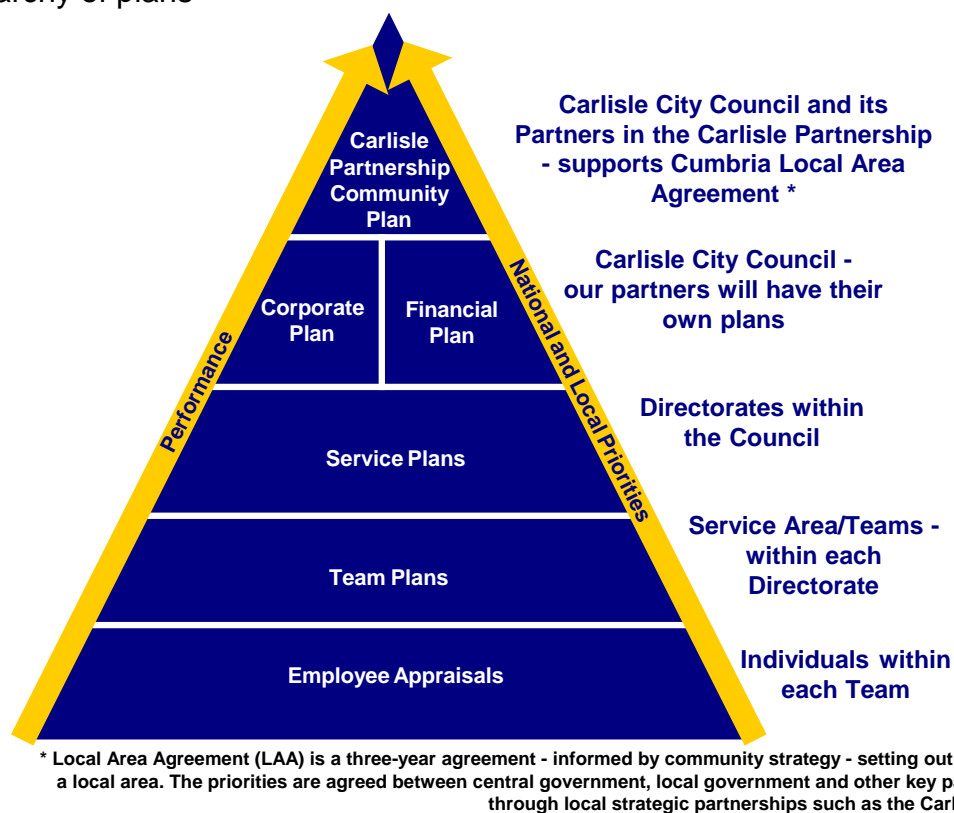 of plans
Carlisle City Council and its
Partners in the Carlisle Partnership
- supports Cumbria Local Area
Agreement *
Carlisle
Partnership
Community
Plan
Carlisle City Council -
our partners will have their
own plans
Corporate
Plan
Financial
Plan
Performance
National and Local Priorities
Directorates within
the Council
Service Plans
Service Area/Teams -
within each
Directorate
Team Plans
Individuals within
each Team
Employee Appraisals
* Local Area Agreement (LAA) is a three-year agreement - informed by community strategy - setting out
a local area. The priorities are agreed between central government, local government and other key
through local strategic partnerships such as the